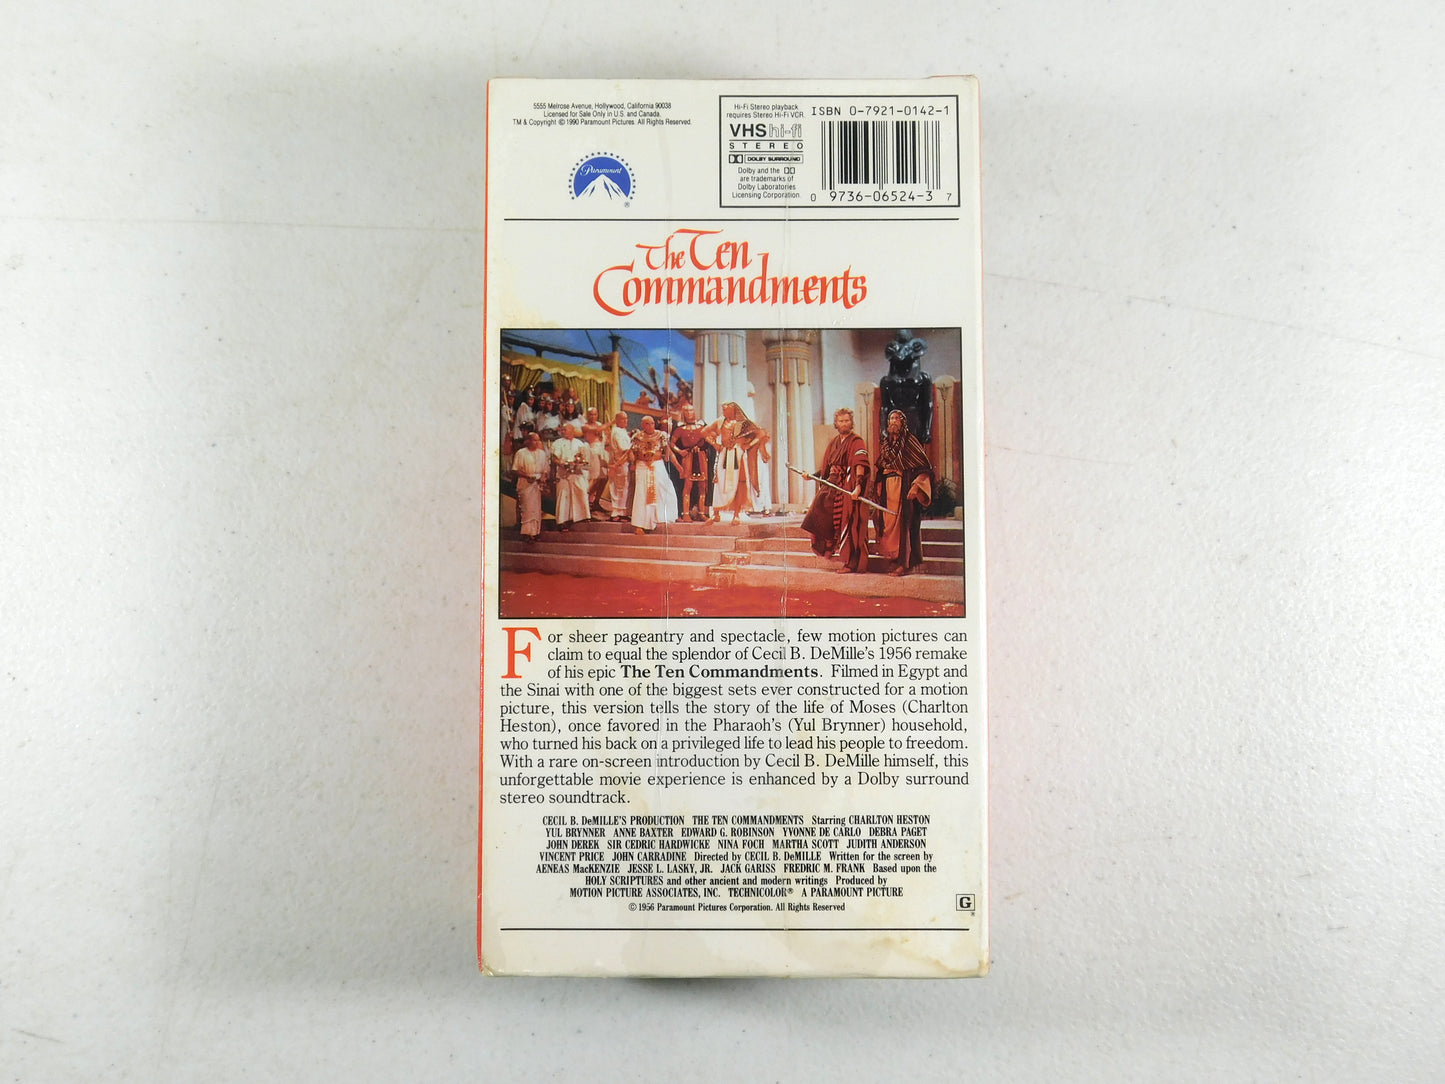 5555 Melrose Avenue, Hollywood, California 90038
Licensed for Sale Only in U.S. and Canada.
TM & Copyright © 1990 Paramount Pictures. All Rights Reserved.
Paramount
®
Hi-Fi Stereo playback
requires Stereo Hi-Fi VCR.
VHS hi-fi
STEREO
DOLBY SURROUND
Dolby and the
are trademarks of
Dolby Laboratories
Licensing Corporation.
ISBN 0-7921-0142-1
0 9736-06524-3 7
The Ten
Commandments
For sheer pageantry and spectacle, few motion pictures can
claim to equal the splendor of Cecil B. DeMille's 1956 remake
of his epic The Ten Commandments. Filmed in Egypt and
the Sinai with one of the biggest sets ever constructed for a motion
picture, this version tells the story of the life of Moses (Charlton
Heston), once favored in the Pharaoh's (Yul Brynner) household,
who turned his back on a privileged life to lead his people to freedom.
With a rare on-screen introduction by Cecil B. DeMille himself, this
unforgettable movie experience is enhanced by a Dolby surround
stereo soundtrack.
CECIL B. DeMILLE'S PRODUCTION THE TEN COMMANDMENTS Starring CHARLTON HESTON
YUL BRYNNER ANNE BAXTER EDWARD G. ROBINSON YVONNE DE CARLO DEBRA PAGET
JOHN DEREK SIR CEDRIC HARDWICKE NINA FOCH MARTHA SCOTT JUDITH ANDERSON
VINCENT PRICE JOHN CARRADINE Directed by CECIL B. DeMILLE Written for the screen by
AENEAS MacKENZIE JESSE L. LASKY, JR. JACK GARISS FREDRIC M. FRANK Based upon the
HOLY SCRIPTURES and other ancient and modern writings Produced by
MOTION PICTURE ASSOCIATES, INC. TECHNICOLOR® A PARAMOUNT PICTURE
© 1956 Paramount Pictures Corporation. All Rights Reserved
G
®